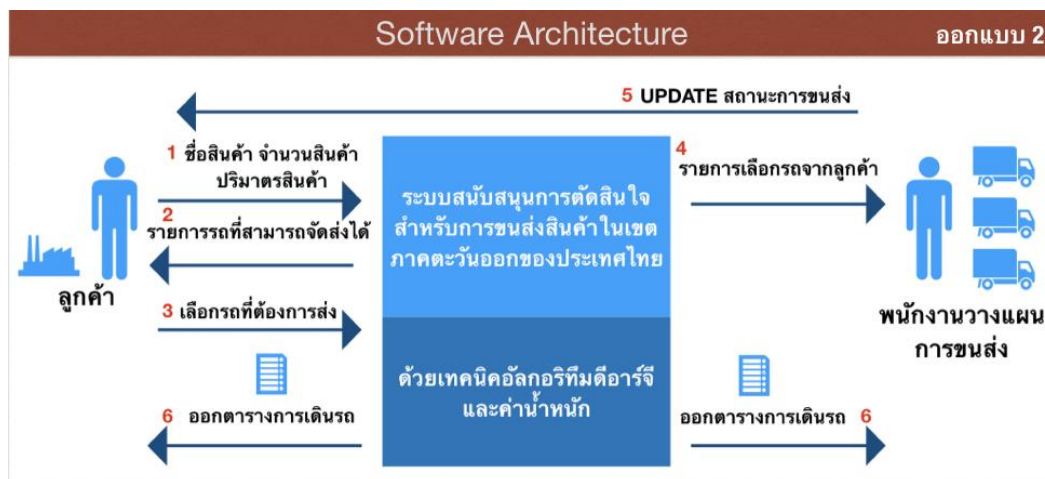 Software Architecture
ออกแบบ 2
5 UPDATE สถานะการขนส่ง
1 ชื่อสินค้า จำนวนสินค้า
ปริมาตรสินค้า
2
รายการรถที่สามารถจัดส่งได้
3 เลือกรถที่ต้องการส่ง
ลูกค้า
6 ออกตารางการเดินรถ
ระบบสนับสนุนการตัดสินใจ
สำหรับการขนส่งสินค้าในเขต
ภาคตะวันออกของประเทศไทย
ด้วยเทคนิคอัลกอริทึมดีอาร์จี
และค่าน้ำหนัก
4
รายการเลือกรถจากลูกค้า
พนักงานวางแผน
การขนส่ง
ออกตารางการเดินรถ 6